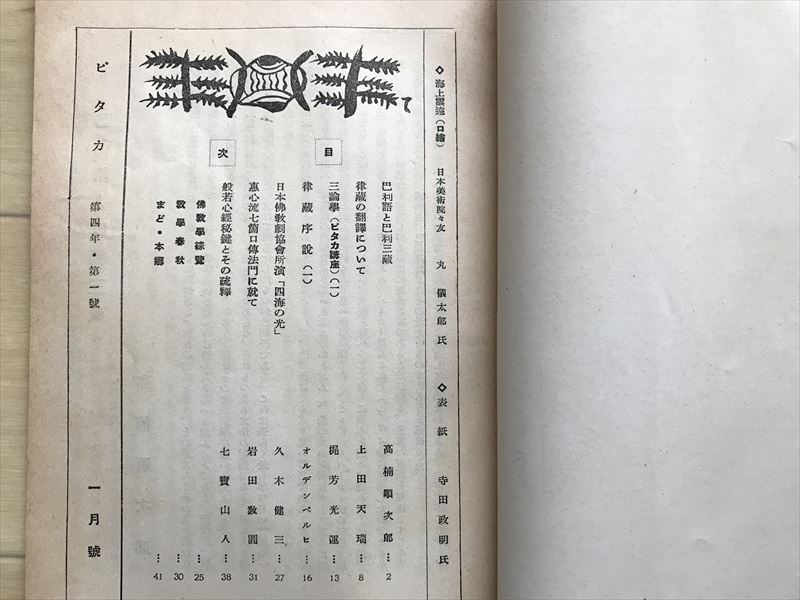 ◇海上雲遠(口繪) 日本美術院々友 丸 儀太郎氏 ◇表紙 寺田政明氏
目次
巴利語と巴利三藏 高楠順次郎…2
律藏の翻譯について 上田天瑞…8
三論學(ピタカ講座)(一) 梶芳光運…13
律藏序說(一) オルデンベルヒ…16
日本佛敎劇協會所演「四海の光」 久木健三…27
惠心流七箇口傳法門に就て 岩田敎圓…31
般若心經秘鍵とその疏釋 七寶山人…38
佛敎學綜覽…25
敎學春秋…30
まど・本鄕…41
ピタカ 第四年・第一號 一月號